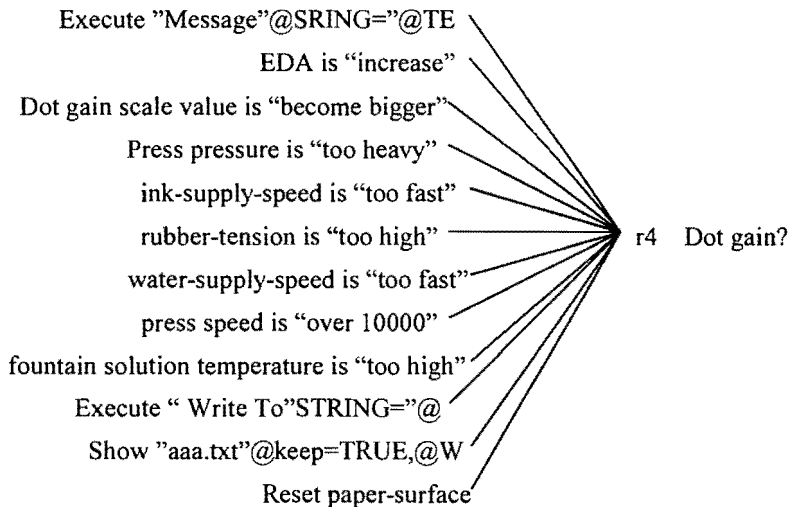 Execute ”Message”@SRING=”@TE
EDA is “increase”
Dot gain scale value is “become bigger”
Press pressure is “too heavy”
ink-supply-speed is “too fast”
rubber-tension is “too high”
r4 Dot gain?
water-supply-speed is “too fast”
press speed is “over 10000”
fountain solution temperature is “too high”
Execute “ Write To”STRING=”@
Show ”aaa.txt”@keep=TRUE,@W
Reset paper-surface